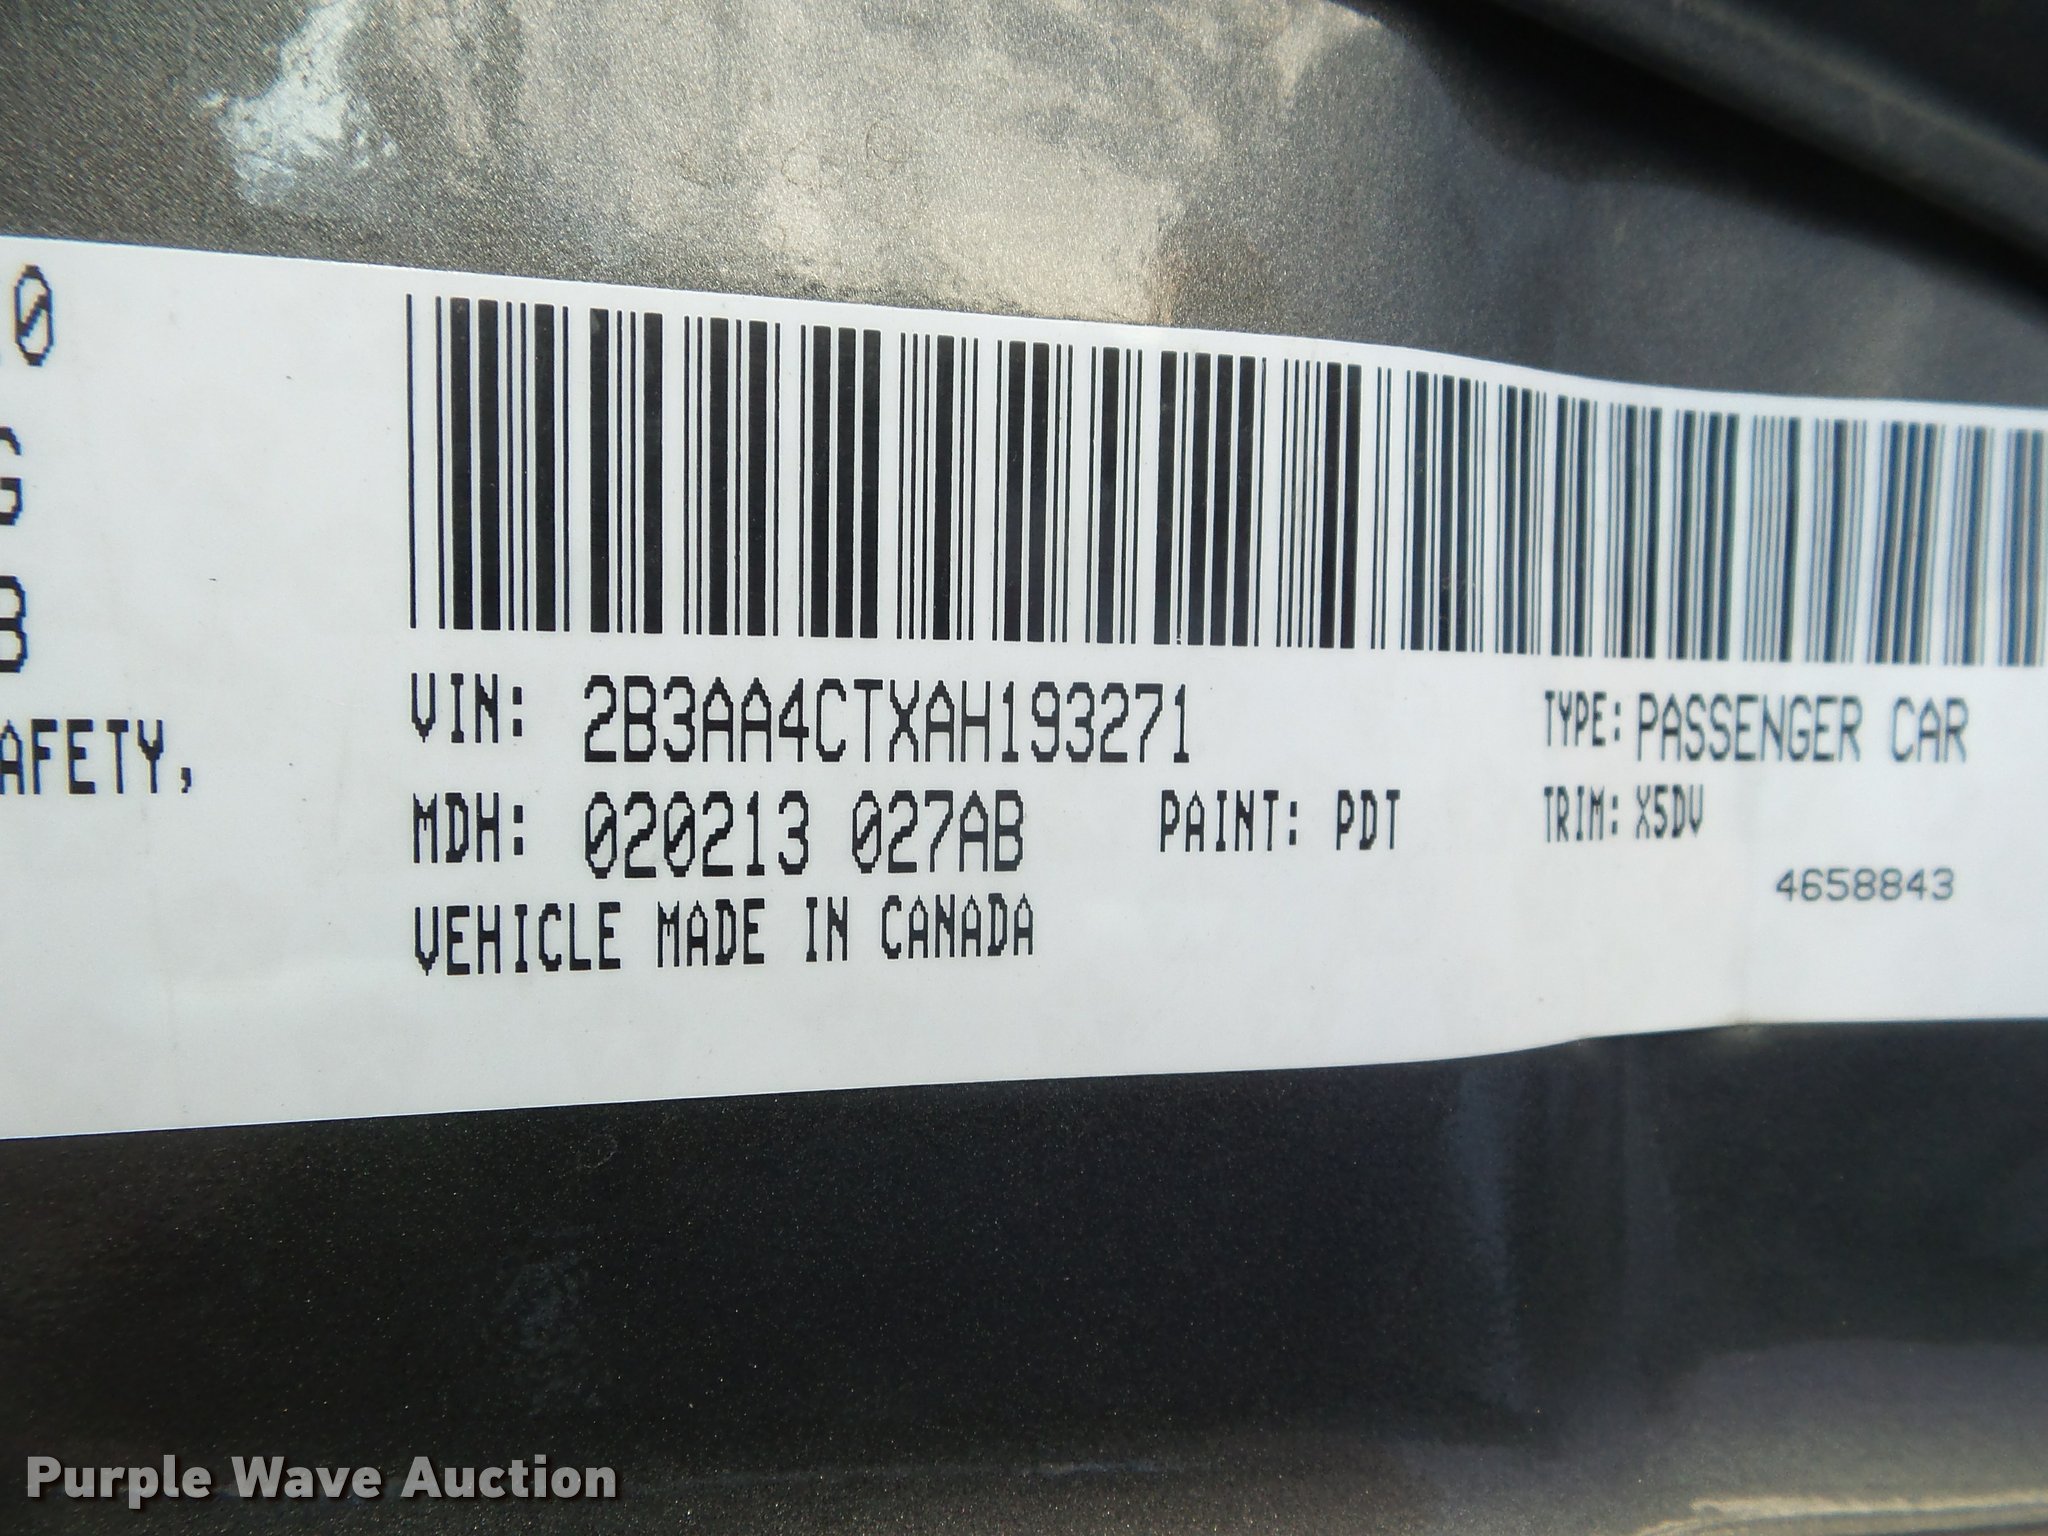 0
G
B
AFETY,
VIN: 2B3AA4CTXAH193271
TYPE: PASSENGER CAR
MDH: 020213 027AB
PAINT: PDT
TRIM: X5DV
4658843
VEHICLE MADE IN CANADA
Purple Wave Auction